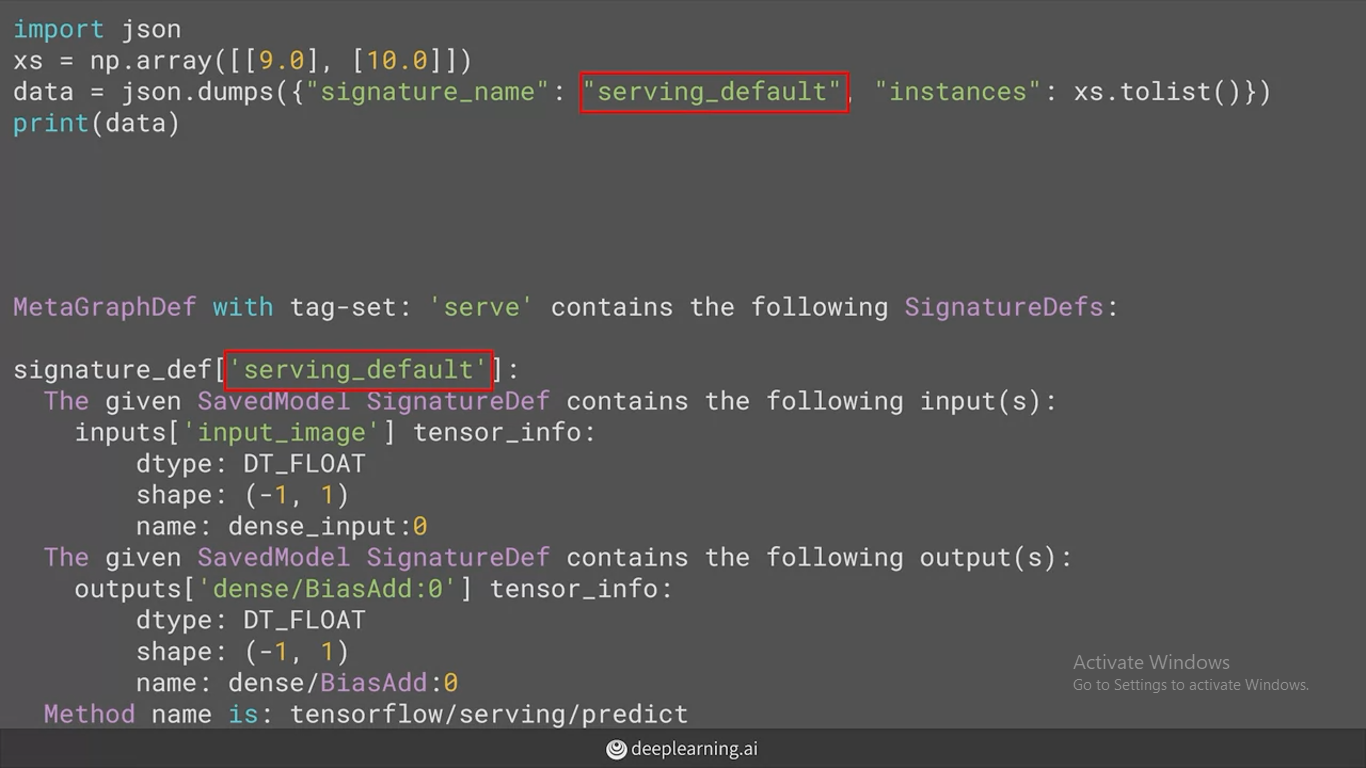 import json
xs = np.array([[9.0], [10.0]])
data = json.dumps({"signature_name": "serving_default", "instances": xs.tolist()})
print(data)
MetaGraphDef with tag-set: 'serve' contains the following SignatureDefs:
signature_def['serving_default']:
The given SavedModel SignatureDef contains the following input(s):
inputs['input_image'] tensor_info:
dtype: DT_FLOAT
shape: (-1, 1)
name: dense_input:0
The given SavedModel SignatureDef contains the following output(s):
outputs['dense/BiasAdd:0'] tensor_info:
dtype: DT_FLOAT
shape: (-1, 1)
name: dense/BiasAdd:0
Method name is: tensorflow/serving/predict
Activate Windows
Go to Settings to activate Windows.
deeplearning.ai